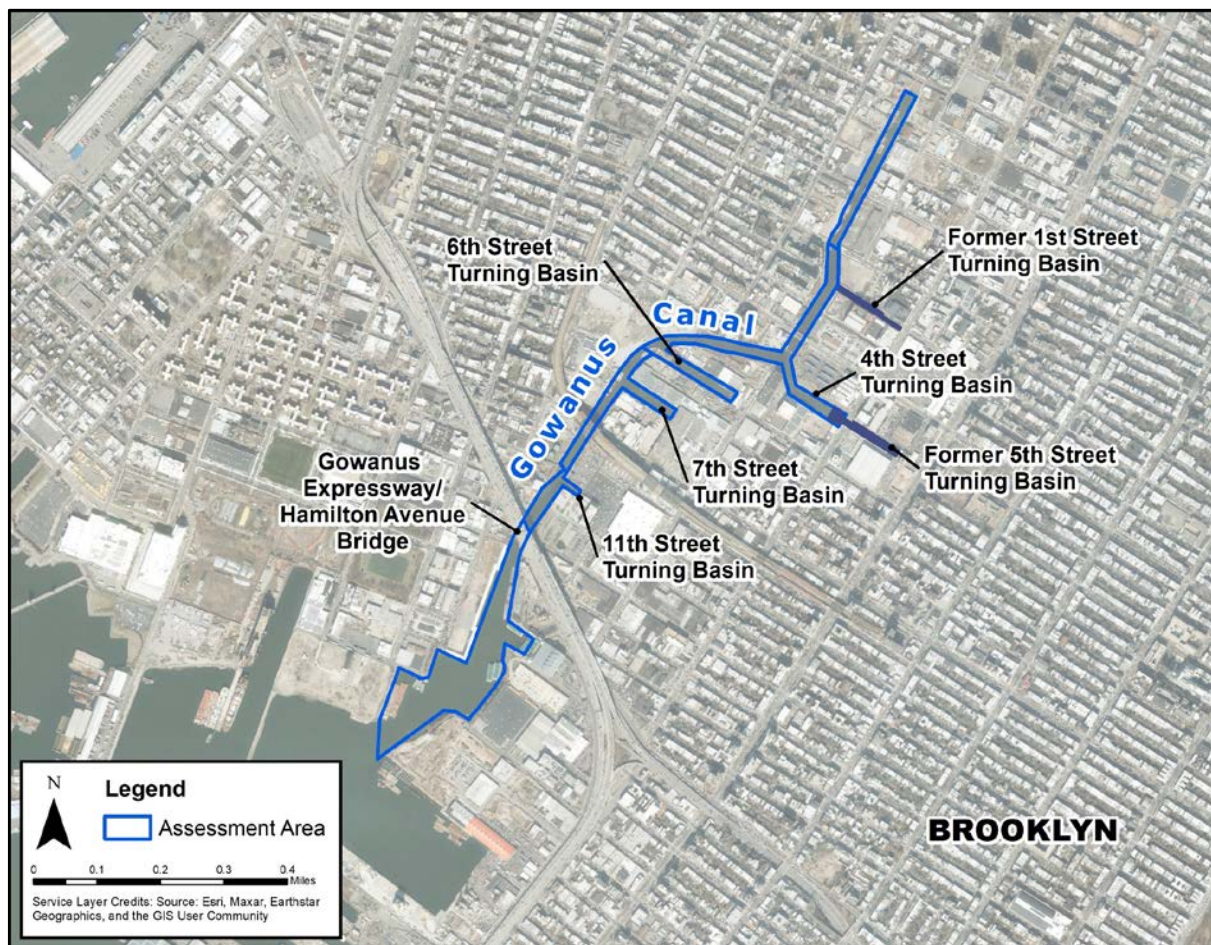 Former 1st Street
Turning Basin
6th Street
Turning Basin
Gowanus Canal
4th Street
Turning Basin
Former 5th Street
Turning Basin
7th Street
Turning Basin
Gowanus
Expressway/
Hamilton Avenue
Bridge
11th Street
Turning Basin
BROOKLYN
N
Legend
Assessment Area
0 0.1 0.2 0.3 0.4
Miles
Service Layer Credits: Source: Esri, Maxar, Earthstar
Geographics, and the GIS User Community